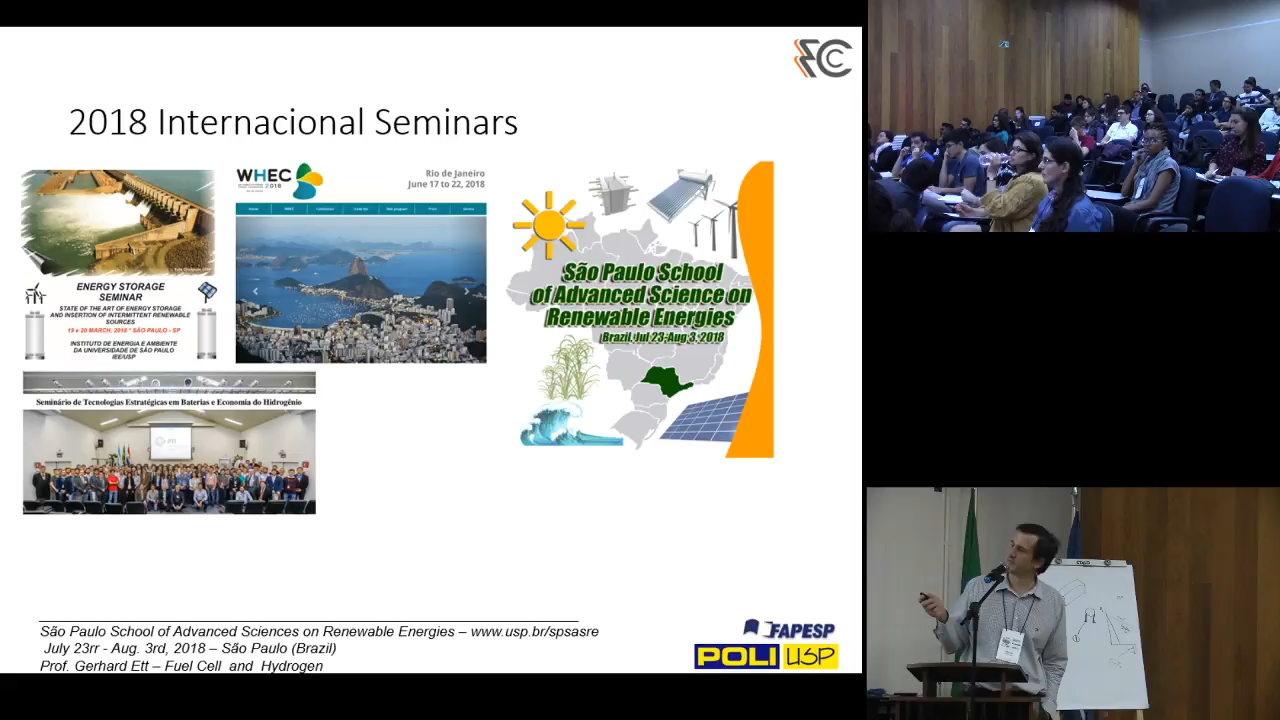 2018 Internacional Seminars
ENERGY STORAGE
SEMINAR
STATE OF THE ART OF ENERGY STORAGE
AND INSERTION OF INTERMITTENT RENEWABLE
SOURCES
19 e 20 MARCH, 2018 * SÃO PAULO - SP
INSTITUTO DE ENERGIA E AMBIENTE
DA UNIVERSIDADE DE SÃO PAULO
IEE/USP
WHEC
2018
Rio de Janeiro
June 17 to 22, 2018
São Paulo School
of Advanced Science on
Renewable Energies
Brazil, Jul 23-Aug 3, 2018
Seminário de Tecnologias Estratégicas em Baterias e Economia do Hidrogênio
São Paulo School of Advanced Sciences on Renewable Energies – www.usp.br/spsasre
July 23rr - Aug. 3rd, 2018 – São Paulo (Brazil)
Prof. Gerhard Ett – Fuel Cell and Hydrogen
FAPESP
POLI USP